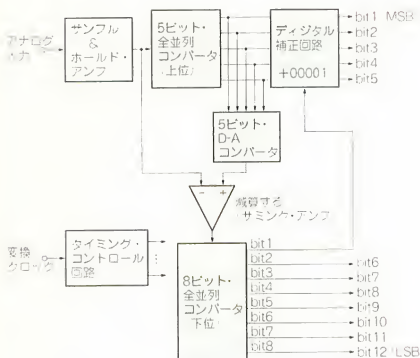 サンプル
&
ホールド・
アンプ
5ビット・
全並列
コンバータ
(上位)
ディジタル
補正回路
+00001
bit1 MSB
bit2
bit3
bit4
bit5
アナログ
入力
5ビット・
D-A
コンバータ
- +
減算する
サミング・アンプ
変換
クロック
タイミング・
コントロール
回路
8ビット・
全並列
コンバータ
下位)
bit1
bit2
bit3
bit4
bit5
bit6
bit7
bit8
bit6
bit7
bit8
bit9
bit10
bit11
bit12 LSB